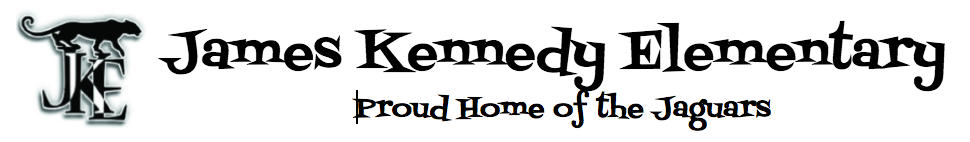 JKE
James Kennedy Elementary
Proud Home of the Jaguars